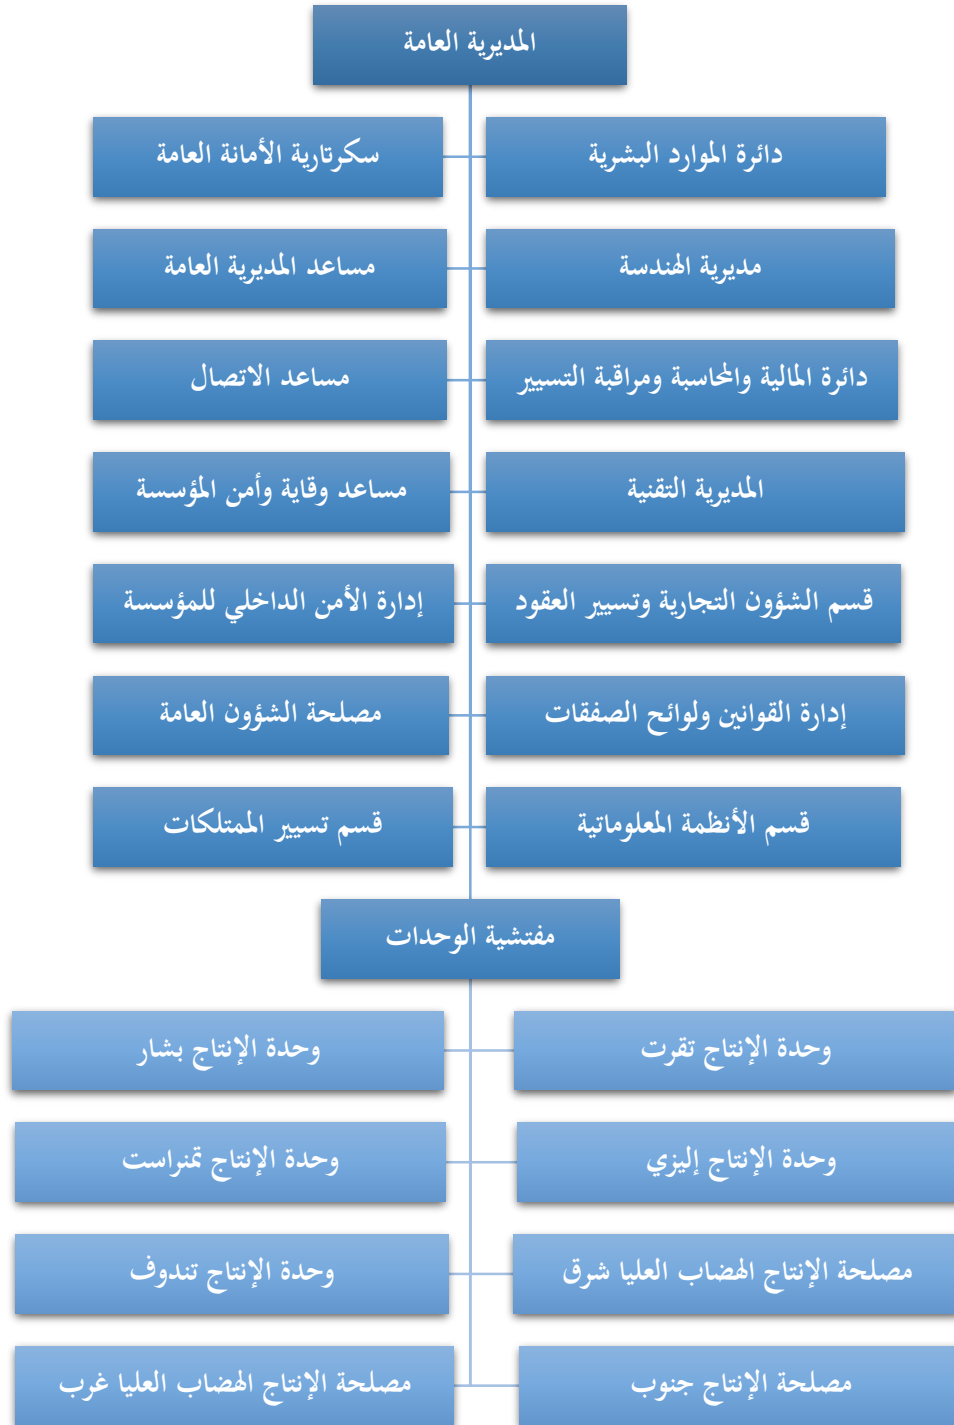 المديرية العامة
دائرة الموارد البشرية
سكرتارية الأمانة العامة
مديرية الهندسة
مساعد المديرية العامة
دائرة المالية والمحاسبة ومراقبة التسيير
مساعد الاتصال
المديرية التقنية
مساعد وقاية وأمن المؤسسة
قسم الشؤون التجارية وتسيير العقود
إدارة الأمن الداخلي للمؤسسة
إدارة القوانين ولوائح الصفقات
مصلحة الشؤون العامة
قسم الأنظمة المعلوماتية
قسم تسيير الممتلكات
مفتشية الوحدات
وحدة الإنتاج تقرت
وحدة الإنتاج بشار
وحدة الإنتاج إليزي
وحدة الإنتاج تمنراست
مصلحة الإنتاج الهضاب العليا شرق
وحدة الإنتاج تندوف
مصلحة الإنتاج جنوب
مصلحة الإنتاج الهضاب العليا غرب